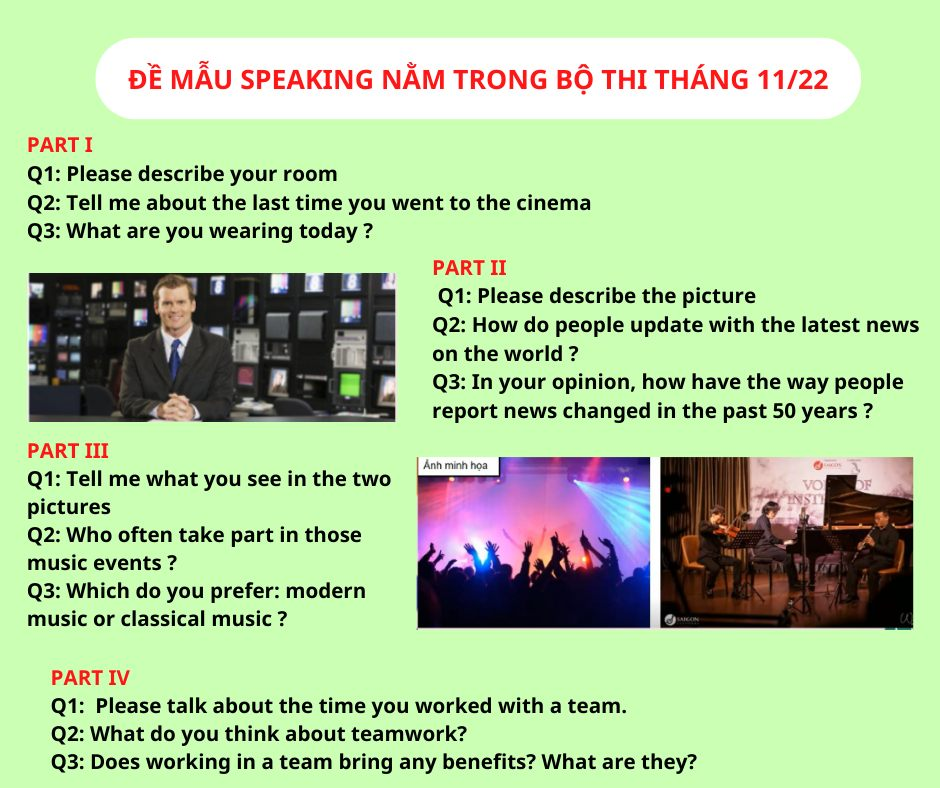 ĐỀ MẪU SPEAKING NẰM TRONG BỘ THI THÁNG 11/22
PART I
Q1: Please describe your room
Q2: Tell me about the last time you went to the cinema
Q3: What are you wearing today ?
PART II
Q1: Please describe the picture
Q2: How do people update with the latest news
on the world ?
Q3: In your opinion, how have the way people
report news changed in the past 50 years ?
PART III
Q1: Tell me what you see in the two
pictures
Q2: Who often take part in those
music events ?
Q3: Which do you prefer: modern
music or classical music ?
Ảnh minh họa
SAIGON
SAIGON
PART IV
Q1:  Please talk about the time you worked with a team.
Q2: What do you think about teamwork?
Q3: Does working in a team bring any benefits? What are they?